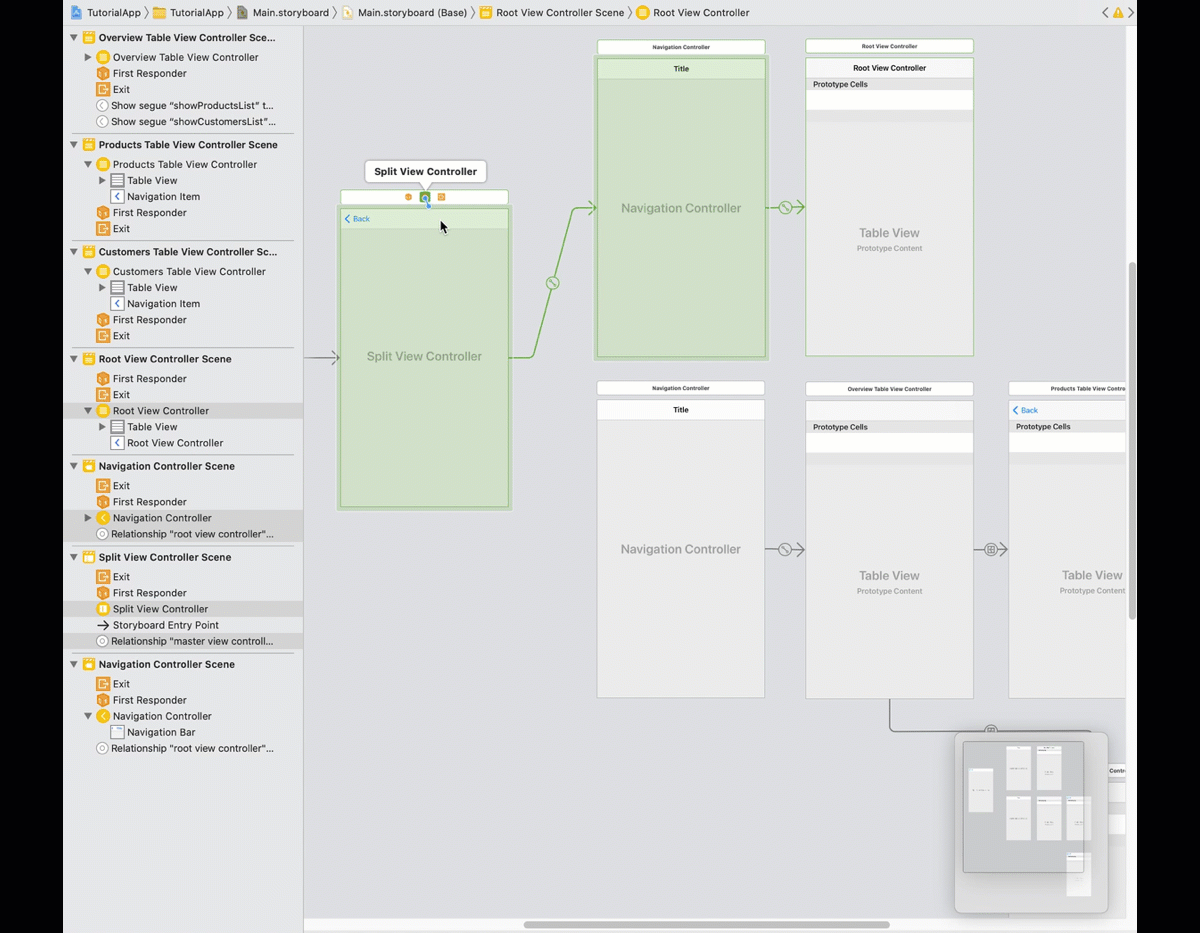 TutorialApp
TutorialApp
Main.storyboard
Main.storyboard (Base)
Root View Controller Scene
Root View Controller
Overview Table View Controller Sce...
Overview Table View Controller
First Responder
Exit
Show segue “showProductsList” t...
Show segue “showCustomersList”...
Products Table View Controller Scene
Products Table View Controller
Table View
Navigation Item
First Responder
Exit
Customers Table View Controller Sc...
Customers Table View Controller
Table View
Navigation Item
First Responder
Exit
Root View Controller Scene
First Responder
Exit
Root View Controller
Table View
Root View Controller
Navigation Controller Scene
Exit
First Responder
Navigation Controller
Relationship “root view controller”...
Split View Controller Scene
Exit
First Responder
Split View Controller
Storyboard Entry Point
Relationship “master view controll...
Navigation Controller Scene
Exit
First Responder
Navigation Controller
Navigation Bar
Relationship “root view controller”...
Split View Controller
Back
Split View Controller
Navigation Controller
Title
Navigation Controller
Root View Controller
Root View Controller
Prototype Cells
Table View
Prototype Content
Navigation Controller
Title
Navigation Controller
Overview Table View Controller
Prototype Cells
Table View
Prototype Content
Products Table View Contro
Back
Prototype Cells
Table View
Prototype Content
Contro